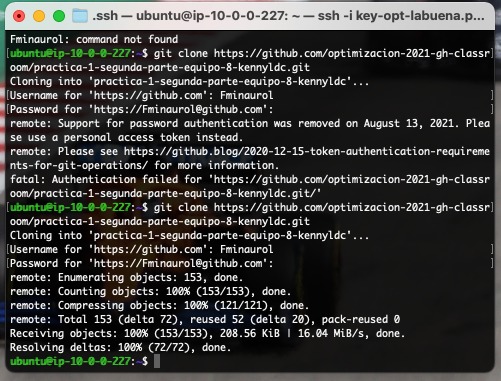 .ssh — ubuntu@ip-10-0-0-227: ~ — ssh -i key-opt-labuena.p...
Fminaurol: command not found
[ubuntu@ip-10-0-0-227:~$ git clone https://github.com/optimizacion-2021-gh-classr]
oom/practica-1-segunda-parte-equipo-8-kennyldc.git
Cloning into 'practica-1-segunda-parte-equipo-8-kennyldc'...
[Username for 'https://github.com': Fminaurol]
[Password for 'https://Fminaurol@github.com':]
remote: Support for password authentication was removed on August 13, 2021. Plea
se use a personal access token instead.
remote: Please see https://github.blog/2020-12-15-token-authentication-requireme
nts-for-git-operations/ for more information.
fatal: Authentication failed for 'https://github.com/optimizacion-2021-gh-classr
oom/practica-1-segunda-parte-equipo-8-kennyldc.git/'
[ubuntu@ip-10-0-0-227:~$ git clone https://github.com/optimizacion-2021-gh-classr]
oom/practica-1-segunda-parte-equipo-8-kennyldc.git
Cloning into 'practica-1-segunda-parte-equipo-8-kennyldc'...
[Username for 'https://github.com': Fminaurol]
[Password for 'https://Fminaurol@github.com':]
remote: Enumerating objects: 153, done.
remote: Counting objects: 100% (153/153), done.
remote: Compressing objects: 100% (121/121), done.
remote: Total 153 (delta 72), reused 52 (delta 20), pack-reused 0
Receiving objects: 100% (153/153), 208.56 KiB | 16.04 MiB/s, done.
Resolving deltas: 100% (72/72), done.
ubuntu@ip-10-0-0-227:~$